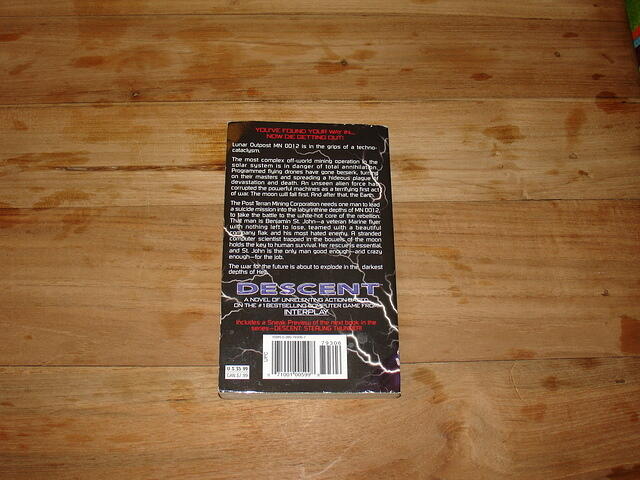 YOU'VE FOUND YOUR WAY IN...
NOW DIE GETTING OUT!
Lunar Outpost MN 0012 is in the grips of a techno-
cataclysm.
The most complex off-world mining operation in the
solar system is in danger of total annihilation.
Programmed flying drones have gone berserk, turning
on their masters and spreading a hideous plague of
devastation and death. An unseen alien force has
corrupted the powerful machines as a terrifying first act
of war. The moon will fall first. And after that, the Earth.
The Post Terran Mining Corporation needs one man to lead
a suicide mission into the labyrinthine depths of MN 0012,
to take the battle to the white-hot core of the rebellion.
That man is Benjamin St. John—a veteran Marine flyer
with nothing left to lose, teamed with a beautiful
company flak and his most hated enemy. A stranded
computer scientist trapped in the bowels of the moon
holds the key to human survival. Her rescue is essential,
and St. John is the only man good enough—and crazy
enough—for the job.
The war for the future is about to explode in the darkest
depths of Hell.
DESCENT
A NOVEL OF UNRELENTING ACTION BASED
ON THE #1 BESTSELLING COMPUTER GAME FROM
INTERPLAY.
Includes a Sneak Preview of the next book in the
series—DESCENT: STEALING THUNDER!
79306
UPC
U.S. $5.99
CAN. $7.99
71001 00599